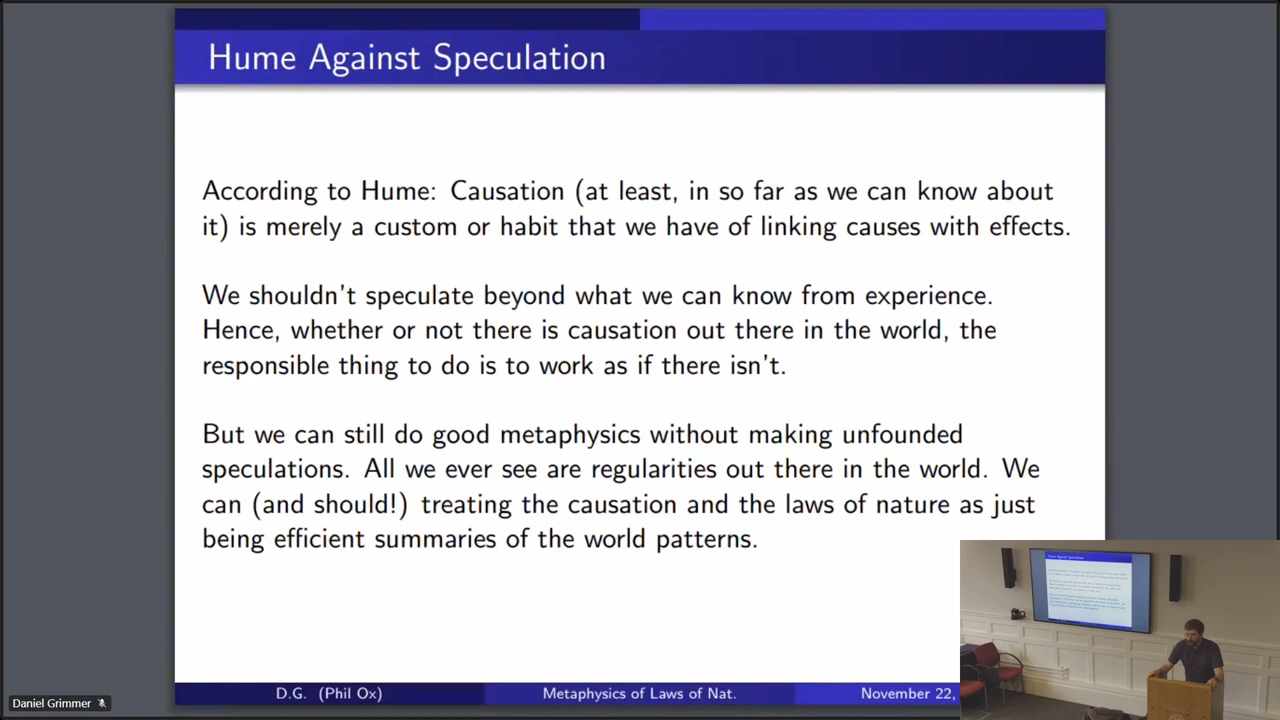 Hume Against Speculation
According to Hume: Causation (at least, in so far as we can know about
it) is merely a custom or habit that we have of linking causes with effects.
We shouldn't speculate beyond what we can know from experience.
Hence, whether or not there is causation out there in the world, the
responsible thing to do is to work as if there isn't.
But we can still do good metaphysics without making unfounded
speculations. All we ever see are regularities out there in the world. We
can (and should!) treating the causation and the laws of nature as just
being efficient summaries of the world patterns.
D.G. (Phil Ox) Metaphysics of Laws of Nat. November 22,
Daniel Grimmer
Hume Against Speculation